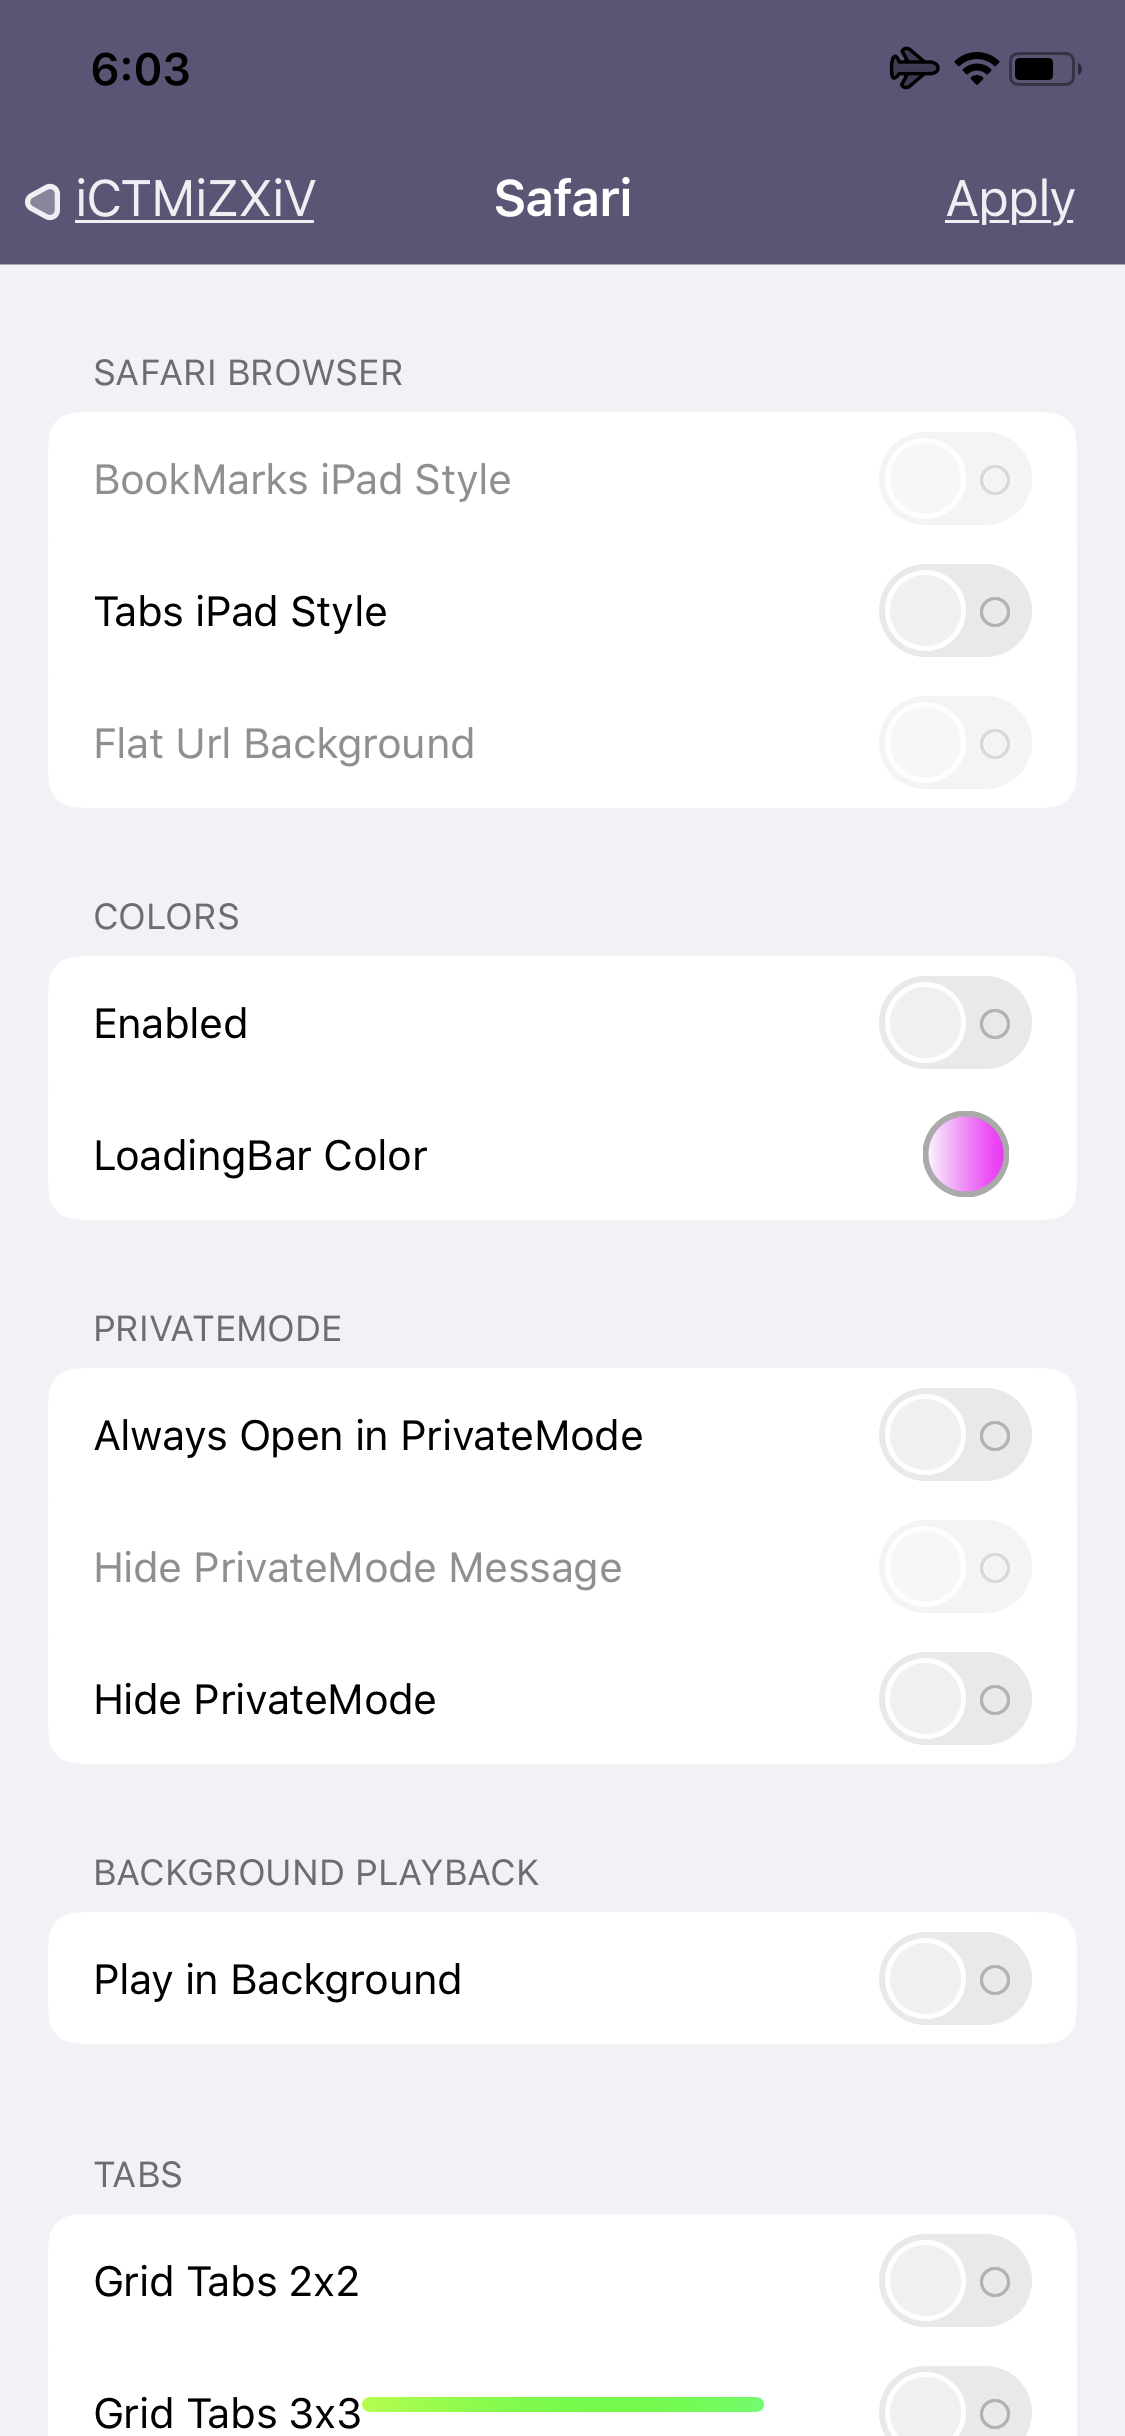 6:03
iCTMiZXiV
Safari
Apply
SAFARI BROWSER
BookMarks iPad Style
Tabs iPad Style
Flat Url Background
COLORS
Enabled
LoadingBar Color
PRIVATEMODE
Always Open in PrivateMode
Hide PrivateMode Message
Hide PrivateMode
BACKGROUND PLAYBACK
Play in Background
TABS
Grid Tabs 2x2
Grid Tabs 3x3